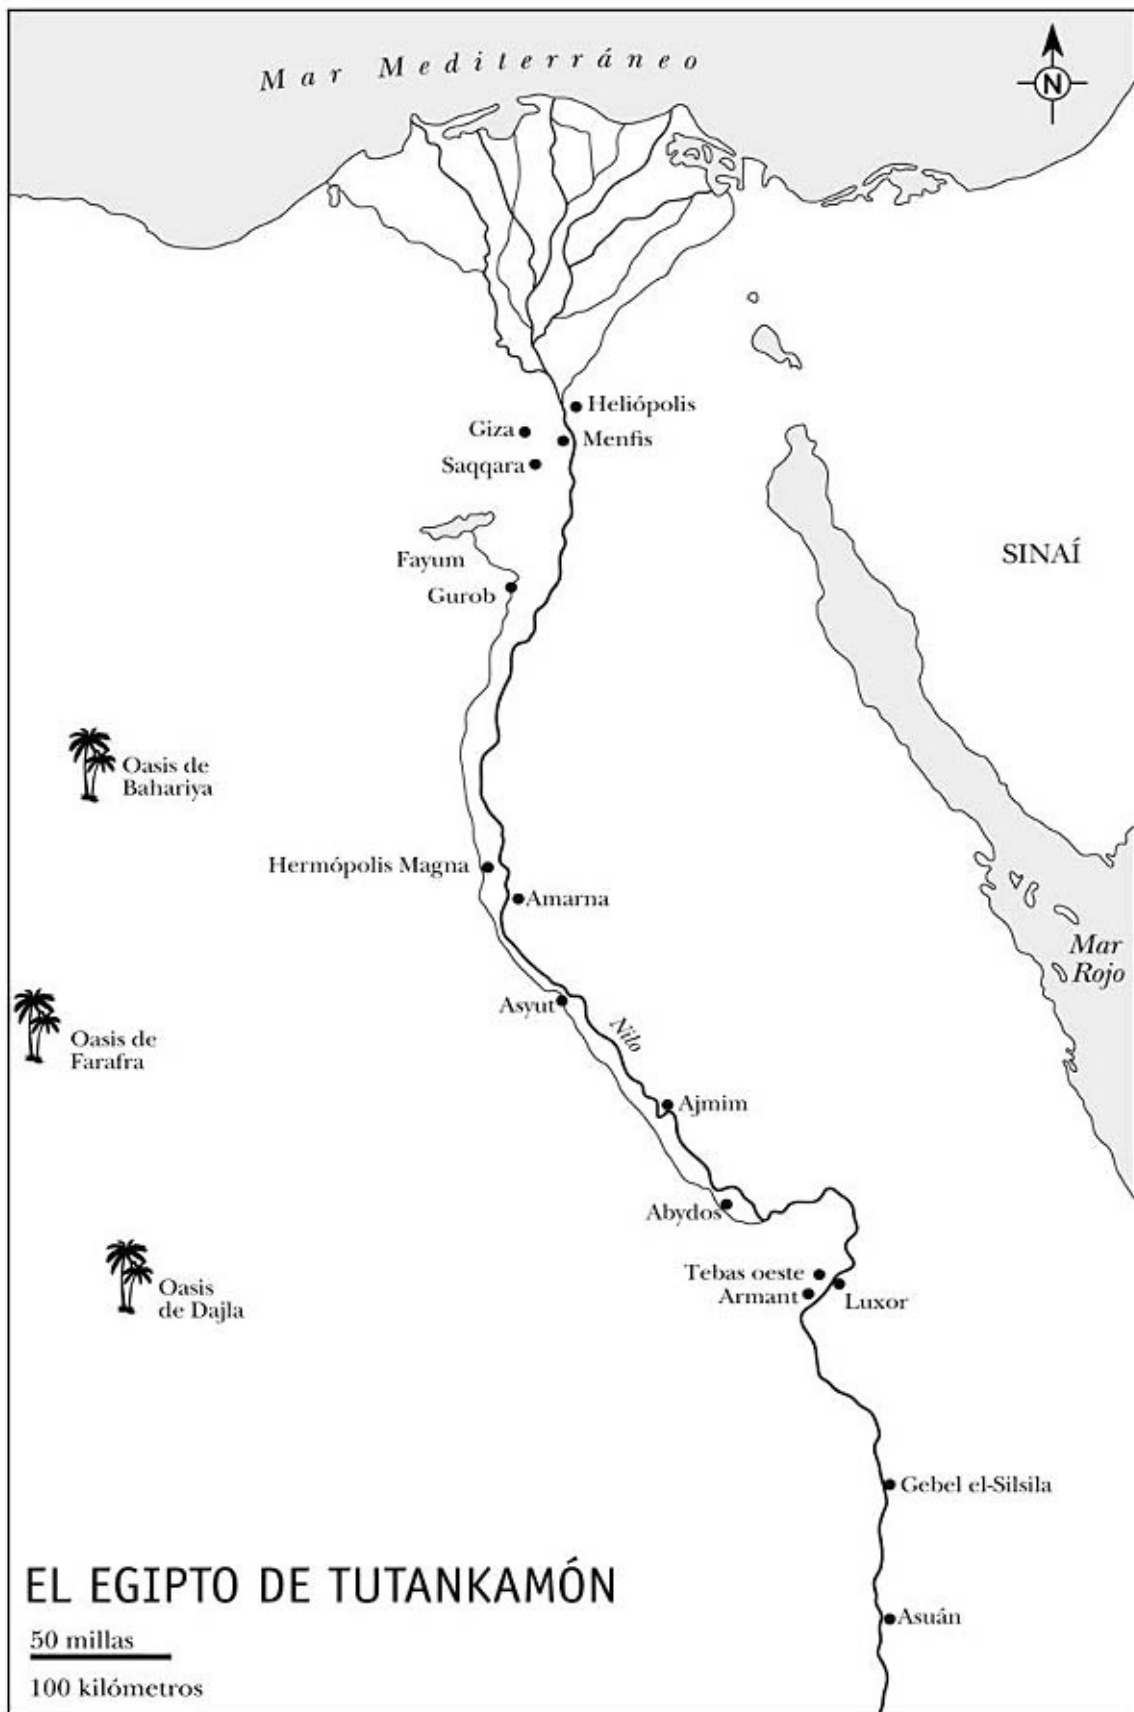 Mar Mediterráneo
N
Heliópolis
Giza
Menfis
Saqqara
Fayum
Gurob
SINAÍ
Oasis de
Bahariya
Hermópolis Magna
Amarna
Mar
Rojo
Asyut
Nilo
Oasis de
Farafra
Ajmim
Abydos
Tebas oeste
Armant
Luxor
Oasis
de Dajla
Gebel el-Silsila
EL EGIPTO DE TUTANKAMÓN
Asuán
50 millas
100 kilómetros